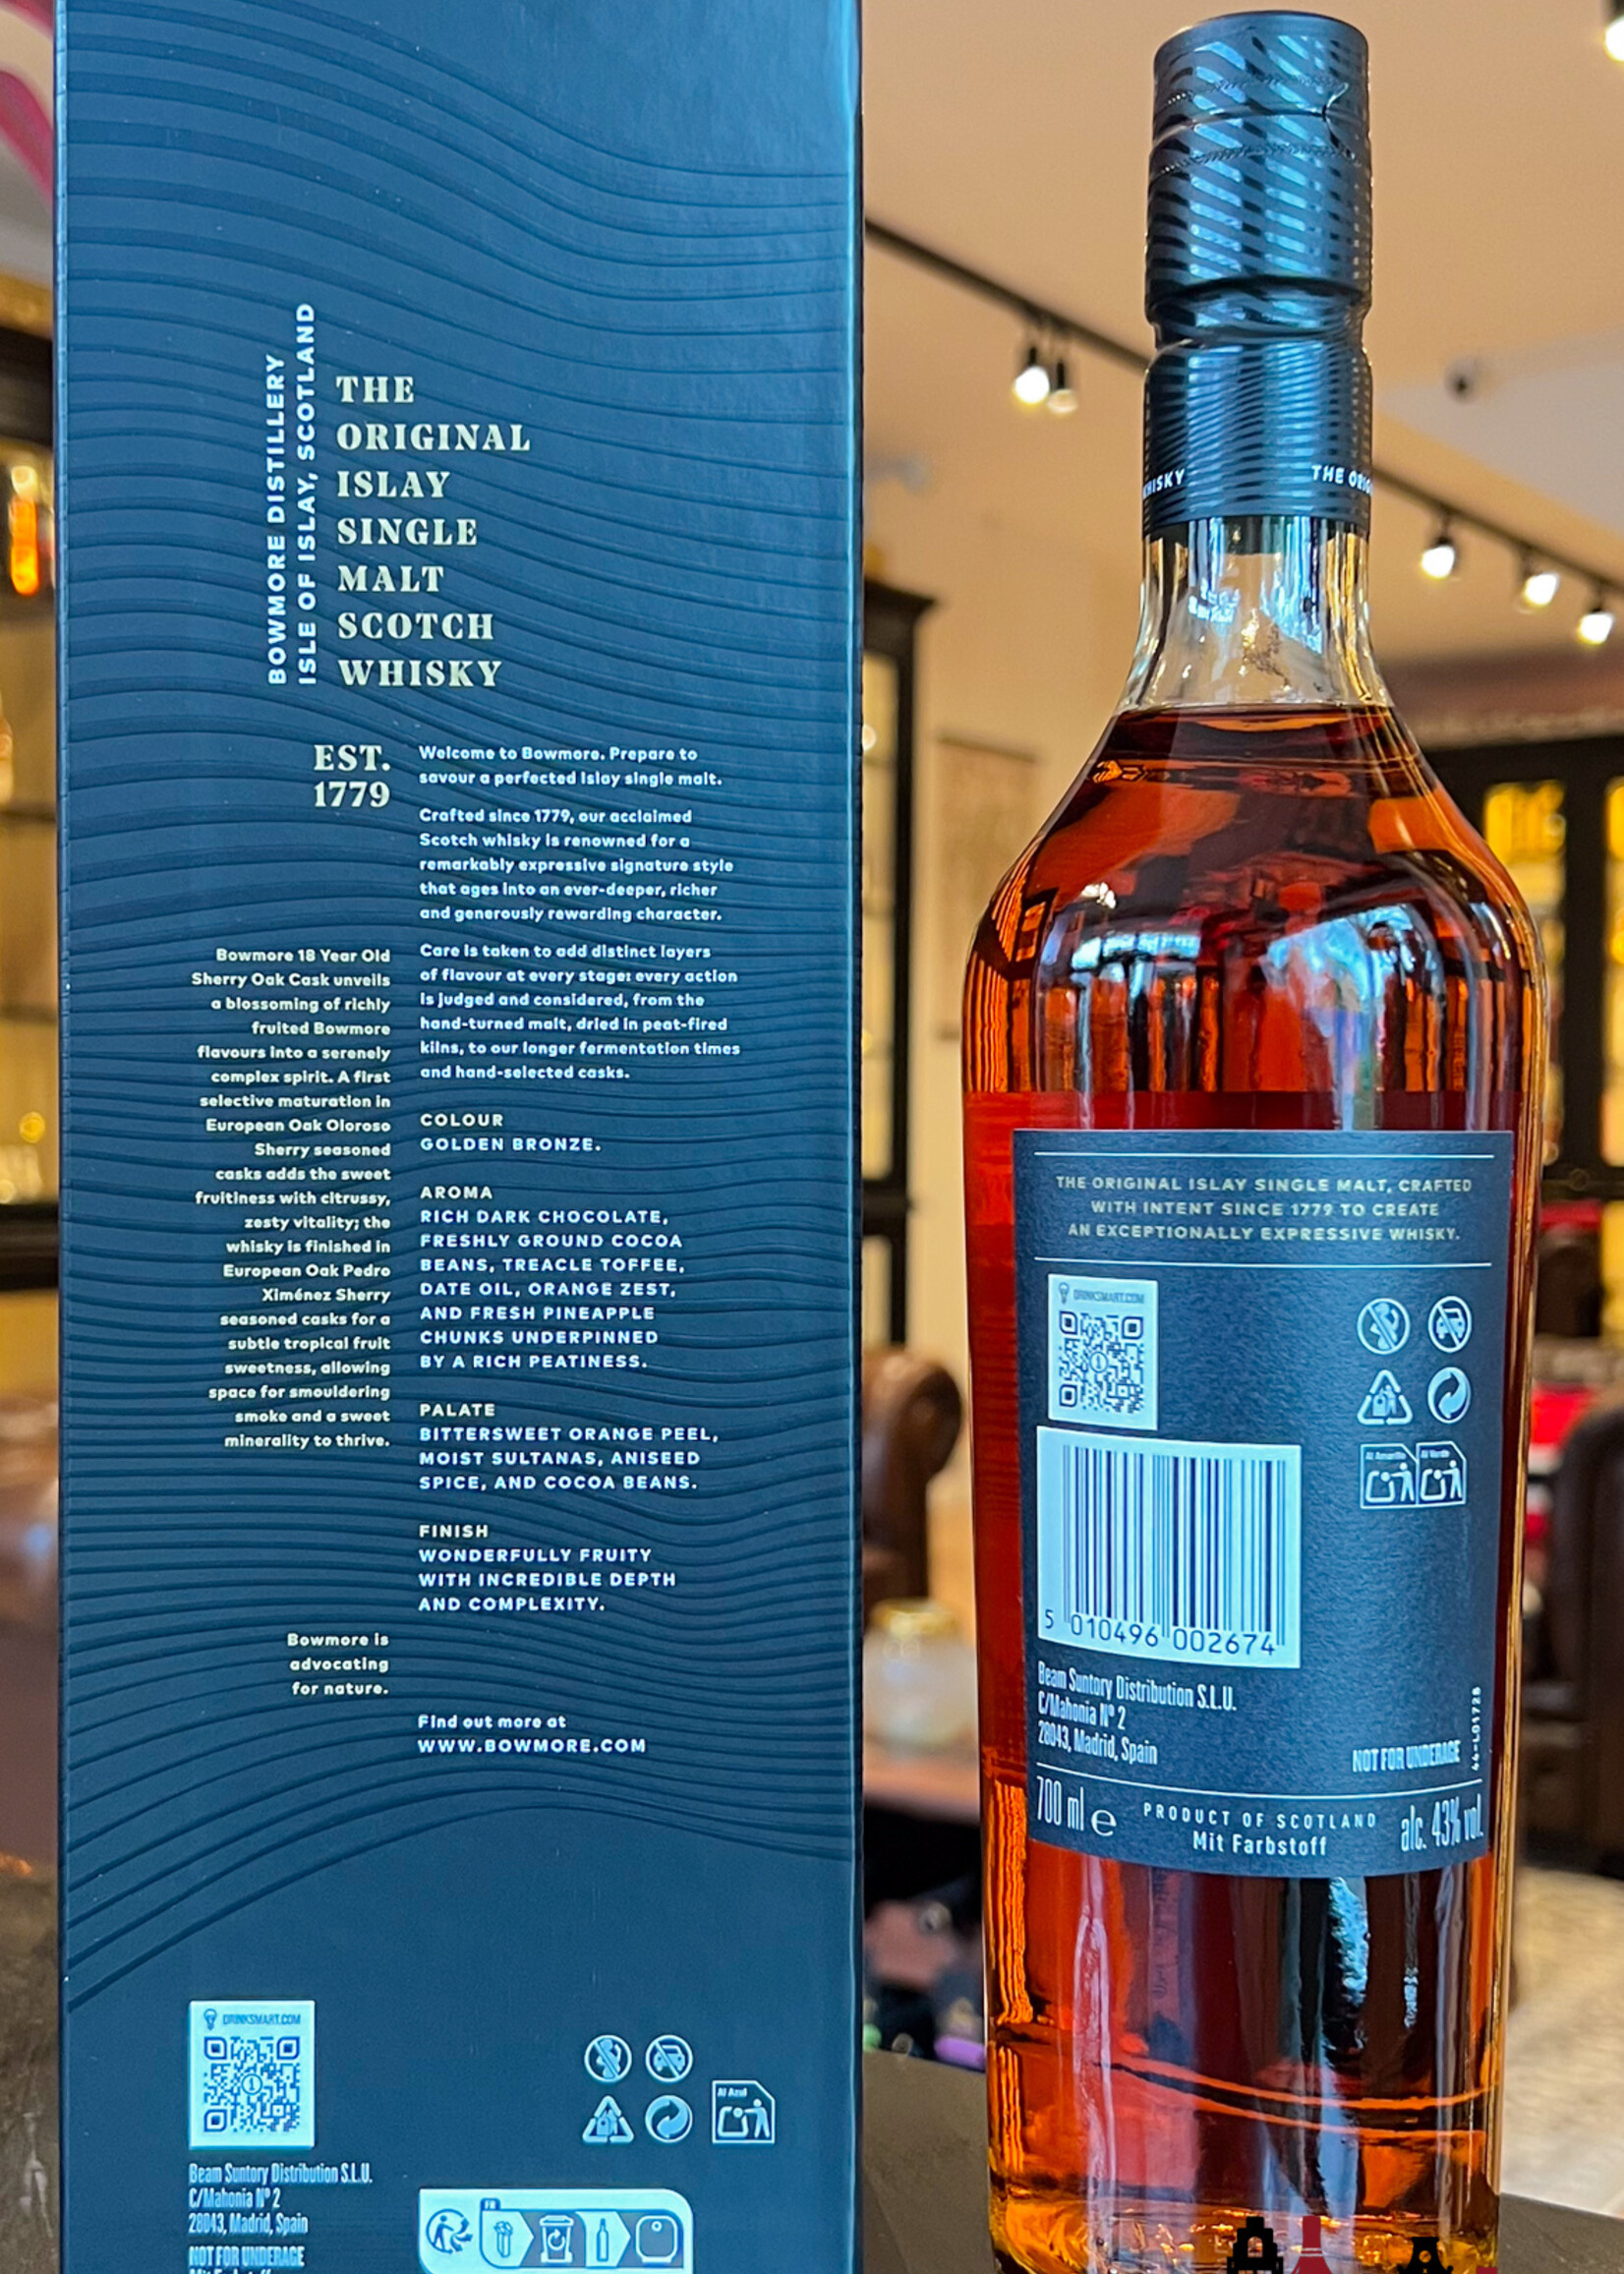 BOWMORE DISTILLERY
ISLE OF ISLAY, SCOTLAND
THE
ORIGINAL
ISLAY
SINGLE
MALT
SCOTCH
WHISKY
EST.
1779
Welcome to Bowmore. Prepare to
savour a perfected Islay single malt.
Crafted since 1779, our acclaimed
Scotch whisky is renowned for a
remarkably expressive signature style
that ages into an ever-deeper, richer
and generously rewarding character.
Care is taken to add distinct layers
of flavour at every stage: every action
is judged and considered, from the
hand-turned malt, dried in peat-fired
kilns, to our longer fermentation times
and hand-selected casks.
Bowmore 18 Year Old
Sherry Oak Cask unveils
a blossoming of richly
fruited Bowmore
flavours into a serenely
complex spirit. A first
selective maturation in
European Oak Oloroso
Sherry seasoned
casks adds the sweet
fruitiness with citrussy,
zesty vitality; the
whisky is finished in
European Oak Pedro
Ximénez Sherry
seasoned casks for a
subtle tropical fruit
sweetness, allowing
space for smouldering
smoke and a sweet
minerality to thrive.
COLOUR
GOLDEN BRONZE.
AROMA
RICH DARK CHOCOLATE,
FRESHLY GROUND COCOA
BEANS, TREACLE TOFFEE,
DATE OIL, ORANGE ZEST,
AND FRESH PINEAPPLE
CHUNKS UNDERPINNED
BY A RICH PEATINESS.
PALATE
BITTERSWEET ORANGE PEEL,
MOIST SULTANAS, ANISEED
SPICE, AND COCOA BEANS.
FINISH
WONDERFULLY FRUITY
WITH INCREDIBLE DEPTH
AND COMPLEXITY.
Bowmore is
advocating
for nature.
Find out more at
WWW.BOWMORE.COM
DRINKSMART.COM
Al Azul
Beam Suntory Distribution S.L.U.
C/Mahonia Nº 2
28043, Madrid, Spain
NOT FOR UNDERAGE
FR
WHISKY
THE
THE ORIGINAL ISLAY SINGLE MALT, CRAFTED
WITH INTENT SINCE 1779 TO CREATE
AN EXCEPTIONALLY EXPRESSIVE WHISKY.
DRINKSMART.COM
Al Amarillo
Al Verde
5 010496 002674
Beam Suntory Distribution S.L.U.
C/Mahonia Nº 2
28043, Madrid, Spain
NOT FOR UNDERAGE
44-L01728
700 ml e
PRODUCT OF SCOTLAND
Mit Farbstoff
alc. 43% vol.